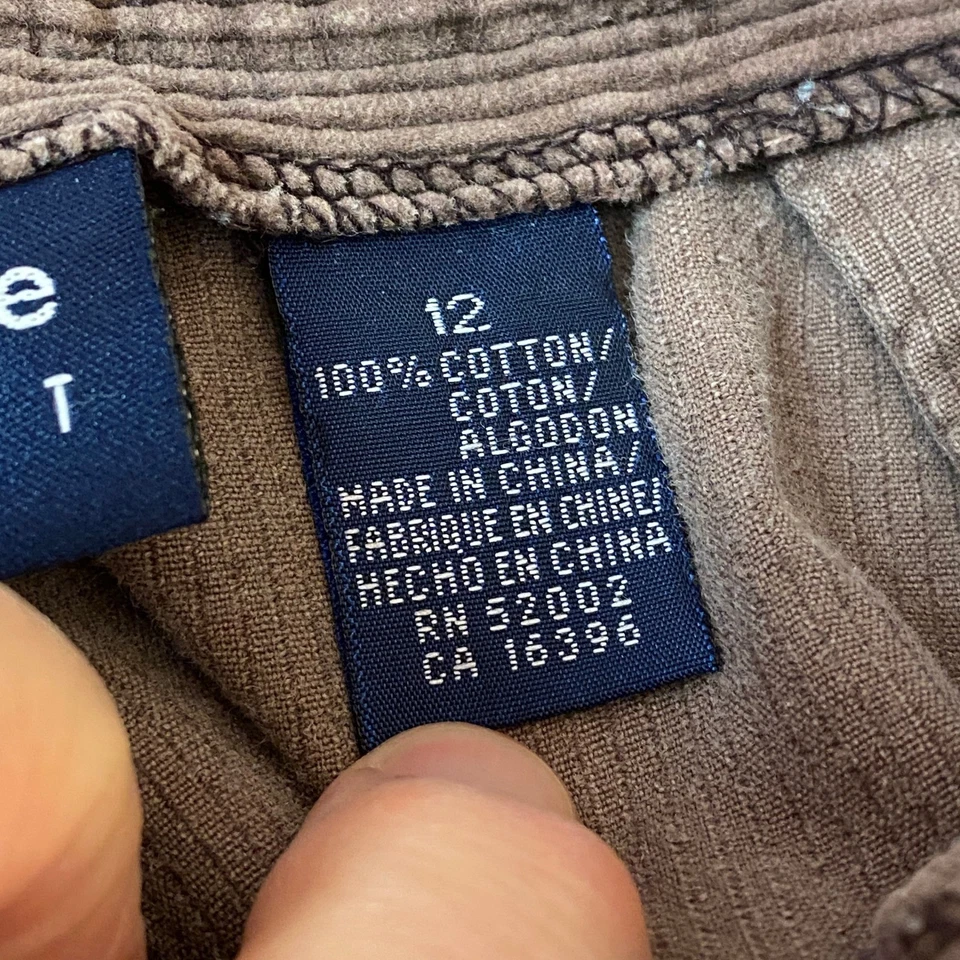 e
T
12
100% COTTON/
COTON/
ALGODON
MADE IN CHINA/
FABRIQUE EN CHINE/
HECHO EN CHINA
RN 52002
CA 16396